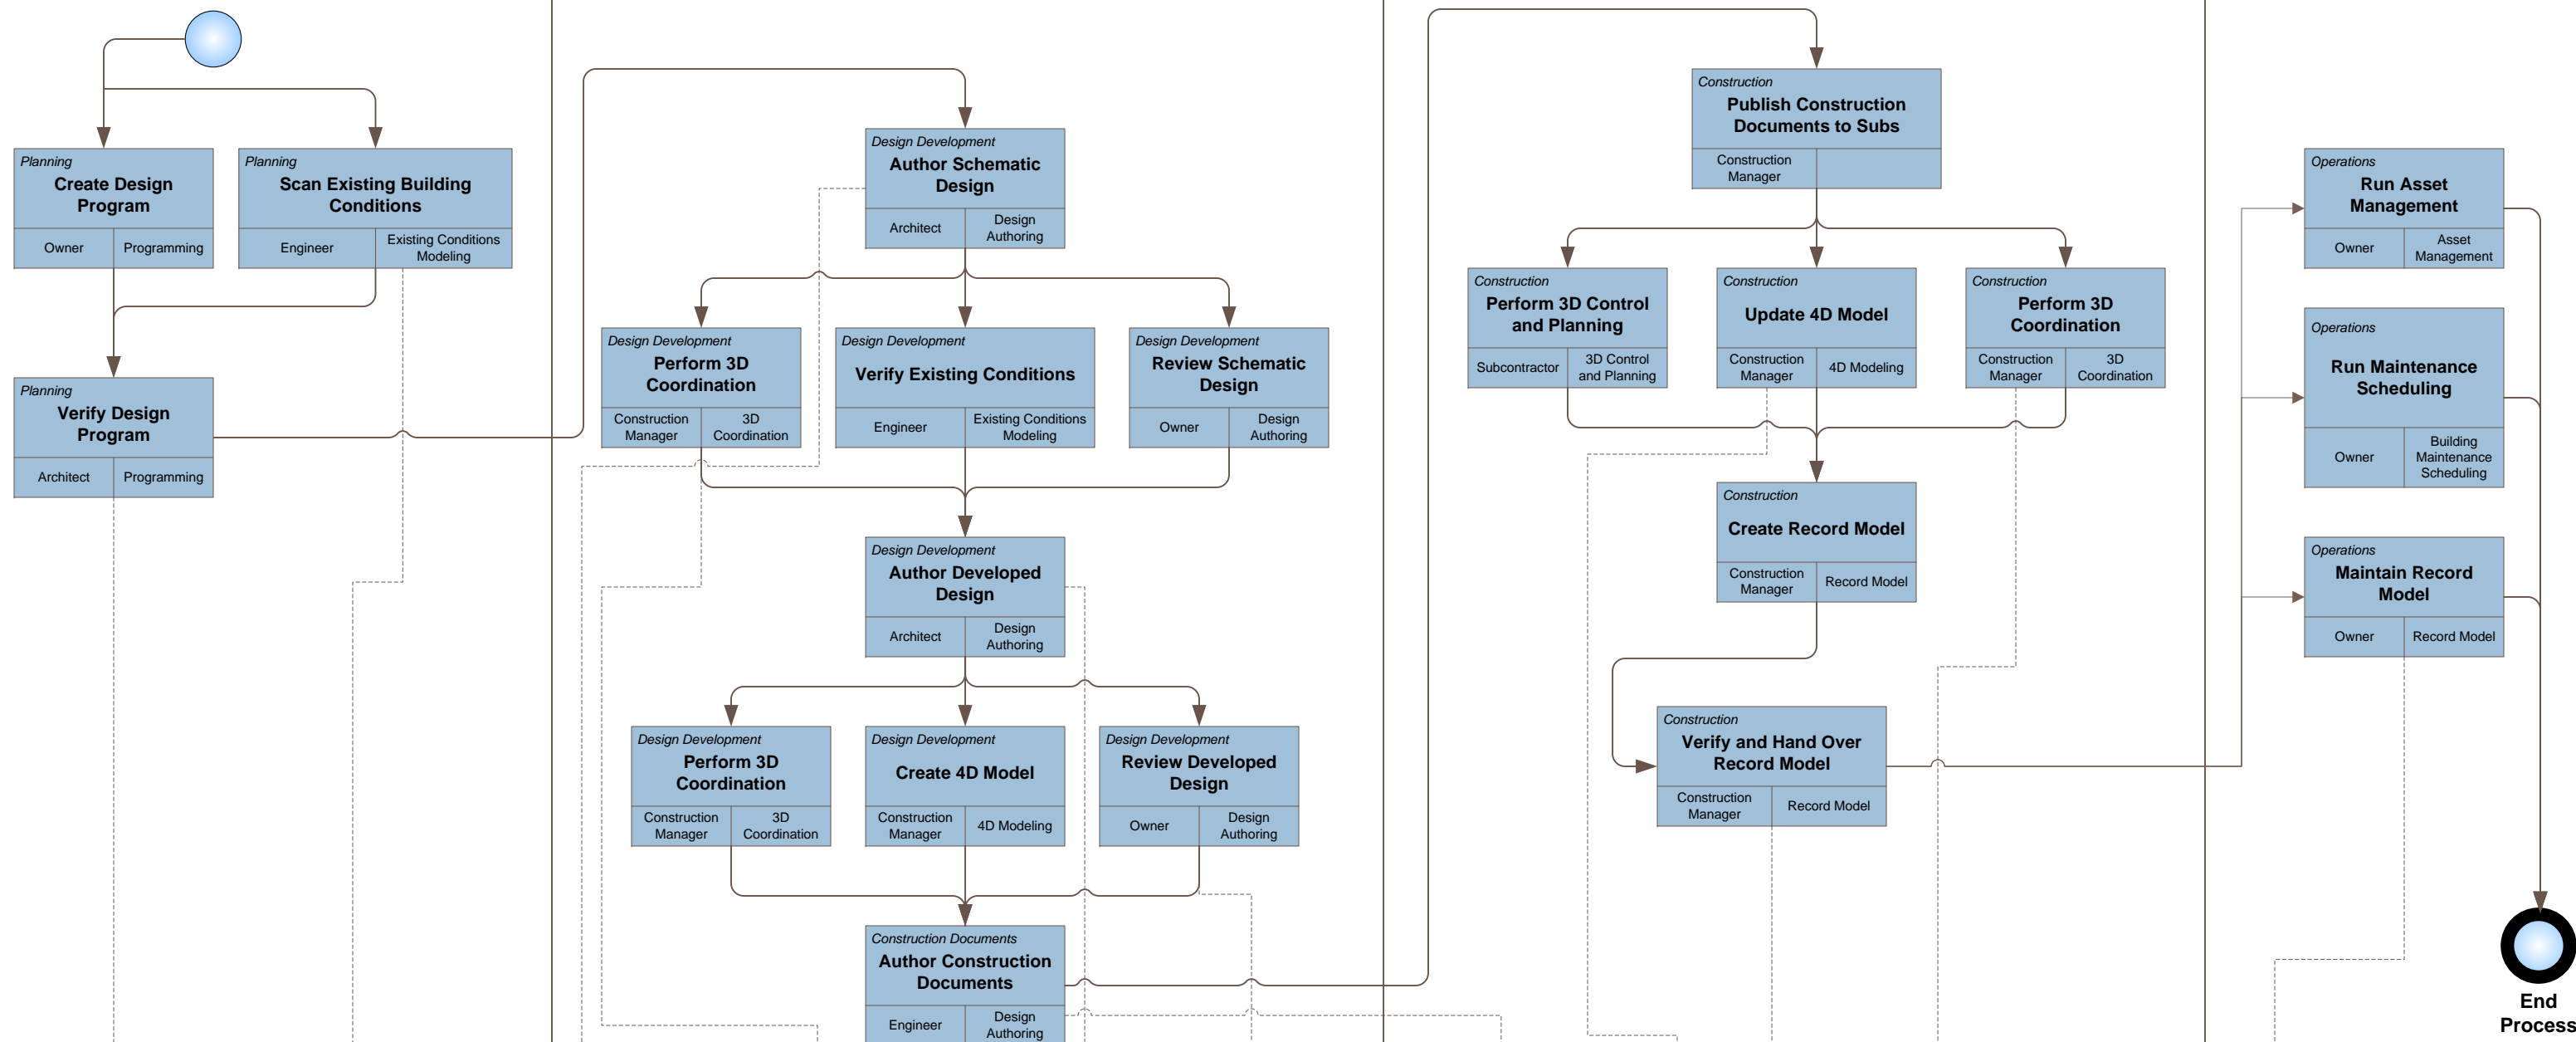 Planning
Create Design
Program
Owner
Programming
Planning
Scan Existing Building
Conditions
Engineer
Existing Conditions
Modeling
Planning
Verify Design
Program
Architect
Programming
Design Development
Author Schematic
Design
Architect
Design
Authoring
Design Development
Perform 3D
Coordination
Construction
Manager
3D
Coordination
Design Development
Verify Existing Conditions
Engineer
Existing Conditions
Modeling
Design Development
Review Schematic
Design
Owner
Design
Authoring
Design Development
Author Developed
Design
Architect
Design
Authoring
Design Development
Perform 3D
Coordination
Construction
Manager
3D
Coordination
Design Development
Create 4D Model
Construction
Manager
4D Modeling
Design Development
Review Developed
Design
Owner
Design
Authoring
Construction Documents
Author Construction
Documents
Engineer
Design
Authoring
Construction
Publish Construction
Documents to Subs
Construction
Manager
Construction
Perform 3D Control
and Planning
Subcontractor
3D Control
and Planning
Construction
Update 4D Model
Construction
Manager
4D Modeling
Construction
Perform 3D
Coordination
Construction
Manager
3D
Coordination
Construction
Create Record Model
Construction
Manager
Record Model
Construction
Verify and Hand Over
Record Model
Construction
Manager
Record Model
Operations
Run Asset
Management
Owner
Asset
Management
Operations
Run Maintenance
Scheduling
Owner
Building
Maintenance
Scheduling
Operations
Maintain Record
Model
Owner
Record Model
End
Process